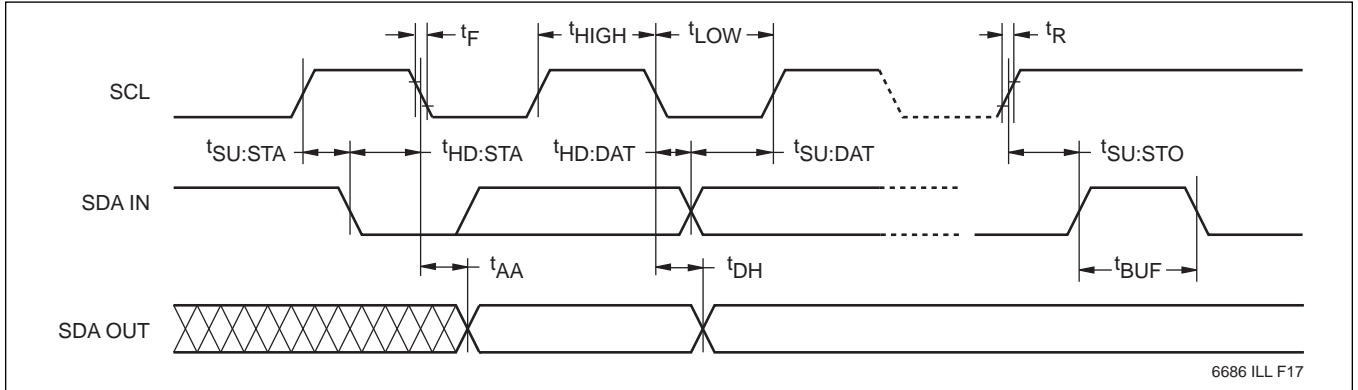 tF tHIGH tLOW tR
SCL
tSU:STA tHD:STA tHD:DAT tSU:DAT tSU:STO
SDA IN
tAA tDH tBUF
SDA OUT
6686 ILL F17